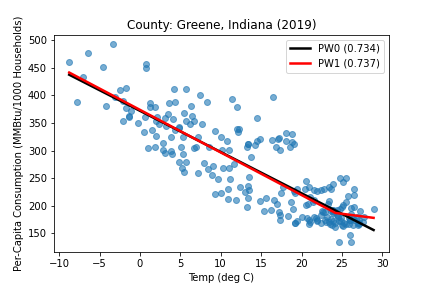 County: Greene, Indiana (2019)
Per-Capita Consumption (MMBtu/1000 Households)
500
450
400
350
300
250
200
150
PW0 (0.734)
PW1 (0.737)
−10 −5 0 5 10 15 20 25 30
Temp (deg C)